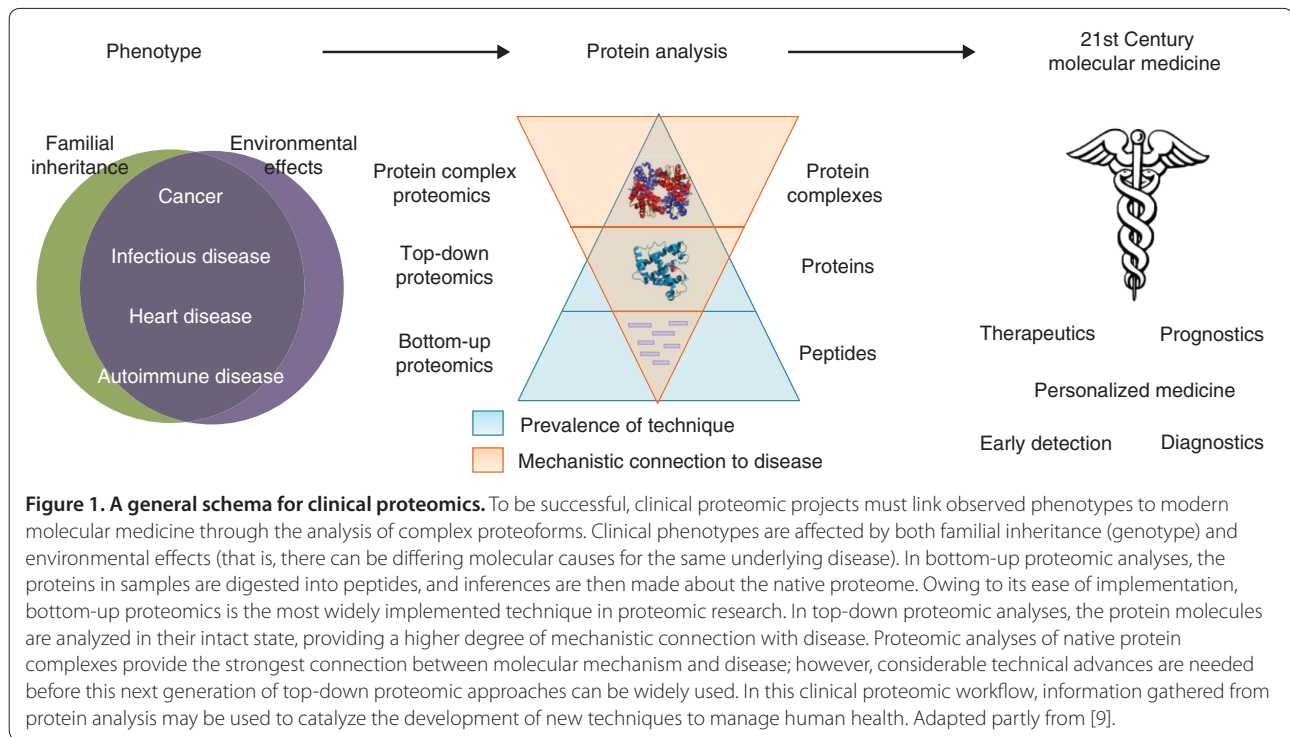 Phenotype
Protein analysis
21st Century
molecular medicine
Familial
inheritance
Environmental
effects
Cancer
Infectious disease
Heart disease
Autoimmune disease
Protein complex
proteomics
Top-down
proteomics
Bottom-up
proteomics
Protein
complexes
Proteins
Peptides
Prevalence of technique
Mechanistic connection to disease
Therapeutics
Prognostics
Personalized medicine
Early detection
Diagnostics
Figure 1. A general schema for clinical proteomics. To be successful, clinical proteomic projects must link observed phenotypes to modern
molecular medicine through the analysis of complex proteoforms. Clinical phenotypes are affected by both familial inheritance (genotype) and
environmental effects (that is, there can be differing molecular causes for the same underlying disease). In bottom-up proteomic analyses, the
proteins in samples are digested into peptides, and inferences are then made about the native proteome. Owing to its ease of implementation,
bottom-up proteomics is the most widely implemented technique in proteomic research. In top-down proteomic analyses, the protein molecules
are analyzed in their intact state, providing a higher degree of mechanistic connection with disease. Proteomic analyses of native protein
complexes provide the strongest connection between molecular mechanism and disease; however, considerable technical advances are needed
before this next generation of top-down proteomic approaches can be widely used. In this clinical proteomic workflow, information gathered from
protein analysis may be used to catalyze the development of new techniques to manage human health. Adapted partly from [9].